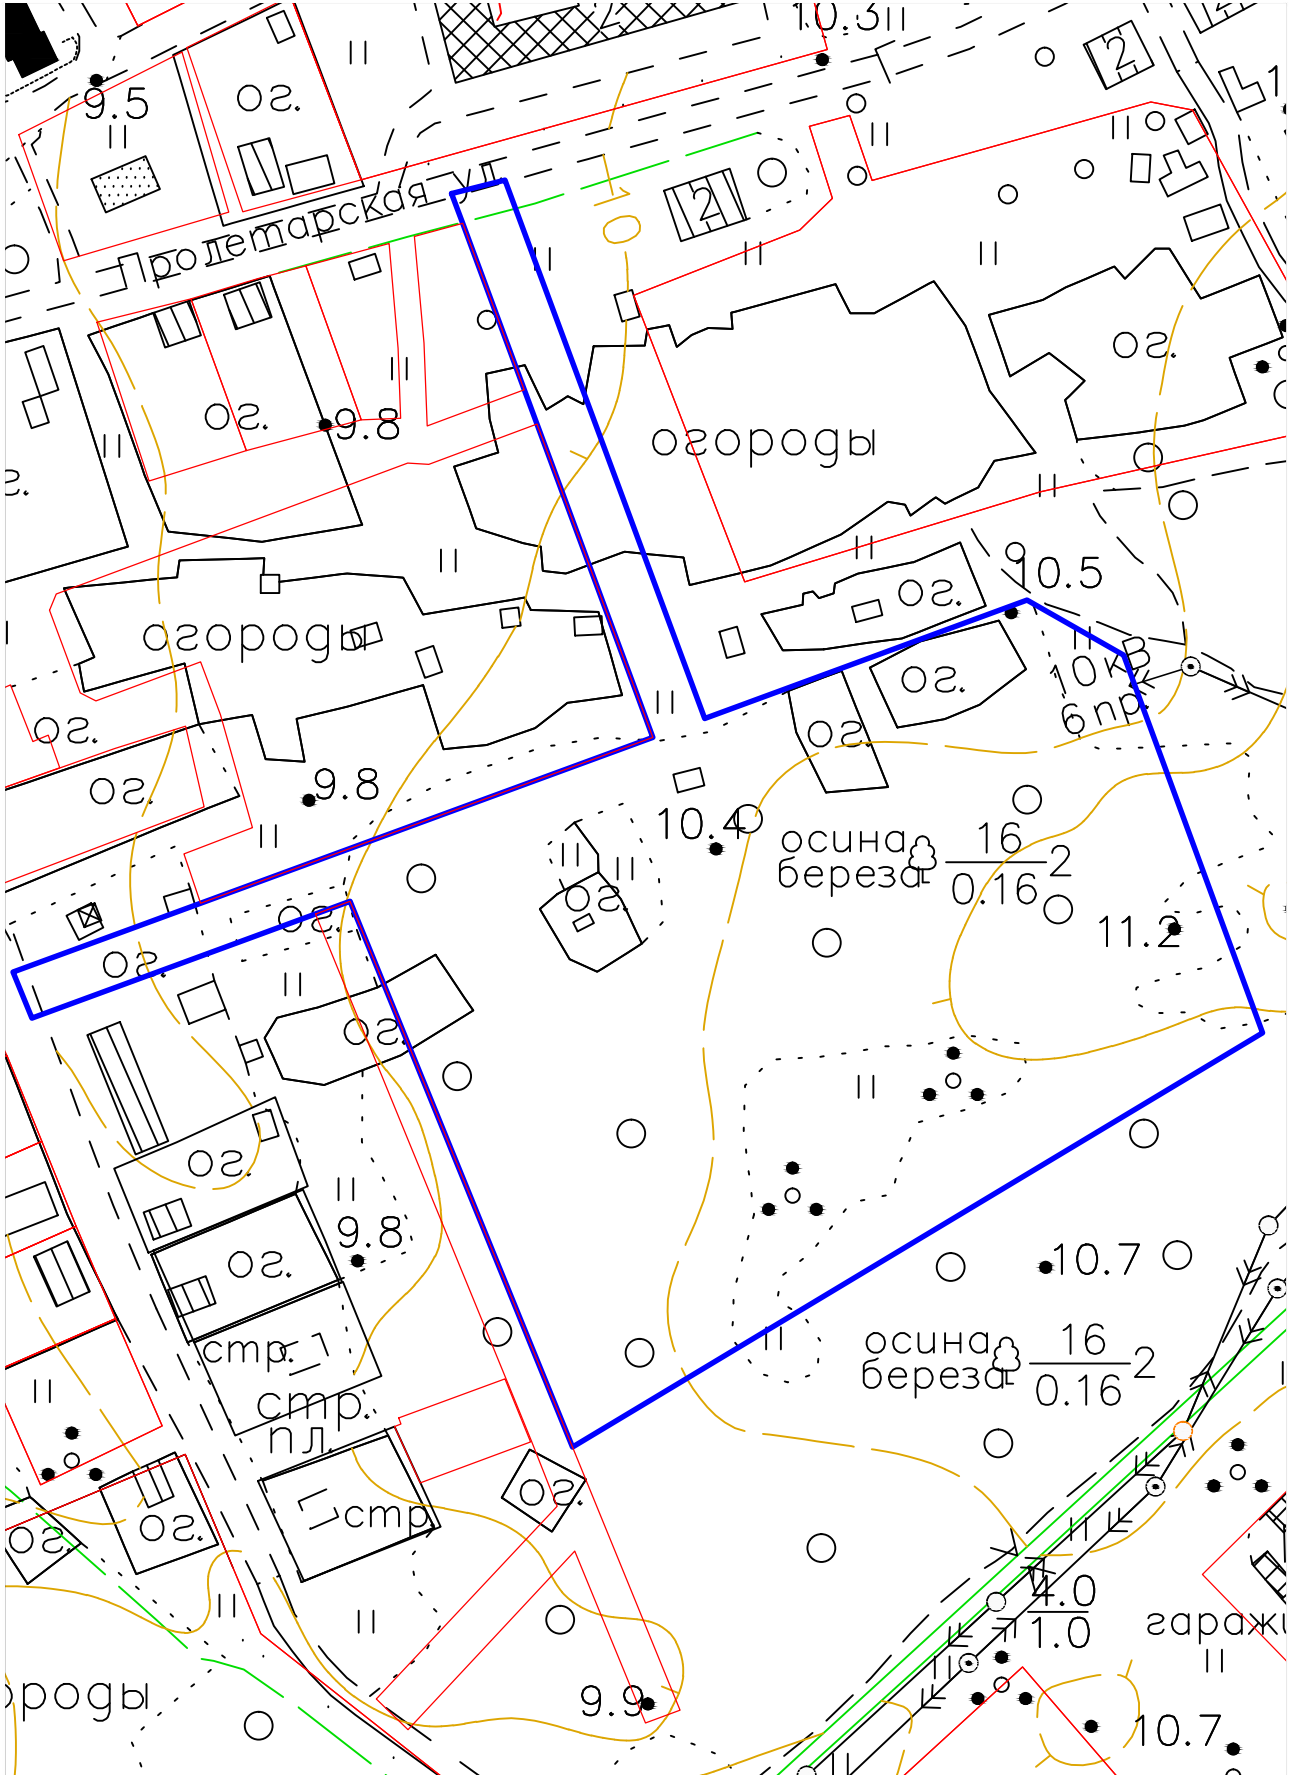 10.3
2
9.5
ог.
Пролетарская ул
10
2
ог.
ог.
9.8
огороды
10.5
ог.
огороды
ог.
10 кВ
6 пр.
ог.
ог.
ог.
9.8
10.4
осина
береза
16
0.16
2
ог.
ог.
11.2
ог.
ог.
ог.
9.8
ог.
10.7
стр.
осина
береза
16
0.16
2
стр.
пл.
ог.
стр.
ог.
ог.
4.0
1.0
9.9
10.7